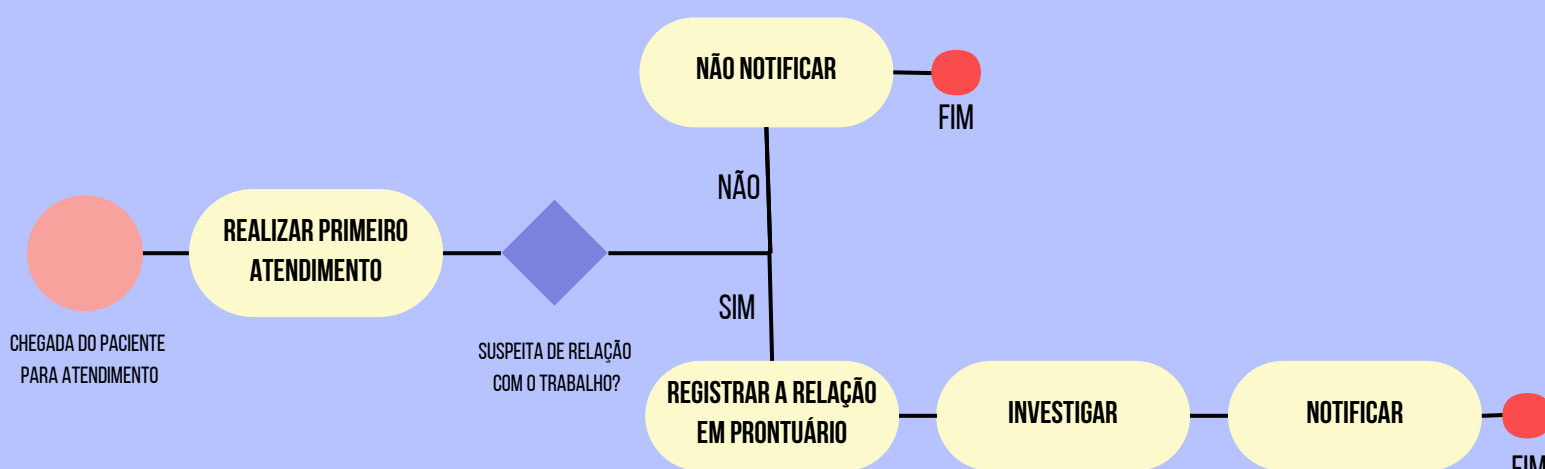 CHEGADA DO PACIENTE
PARA ATENDIMENTO
REALIZAR PRIMEIRO
ATENDIMENTO
SUSPEITA DE RELAÇÃO
COM O TRABALHO?
NÃO
NÃO NOTIFICAR
FIM
SIM
REGISTRAR A RELAÇÃO
EM PRONTUÁRIO
INVESTIGAR
NOTIFICAR
FIM